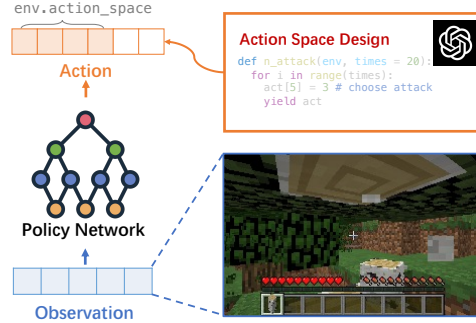 env.action_space
Action
Action Space Design
def n_attack(env, times = 20):
for i in range(times):
act[5] = 3 # choose attack
yield act
Policy Network
Observation